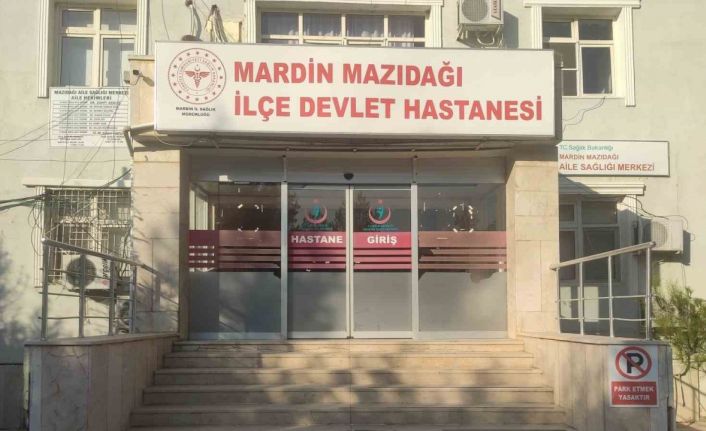 MARDİN MAZIDAĞI
İLÇE DEVLET HASTANESİ
MARDİN İL SAĞLIK
MÜDÜRLÜĞÜ
MAZIDAĞI AİLE SAĞLIĞI MERKEZİ
AİLE HEKİMLERİ
T.C. Sağlık Bakanlığı
MARDİN MAZIDAĞI
AİLE SAĞLIĞI MERKEZİ
HASTANE GİRİŞ
P
PARK ETMEK
YASAKTIR